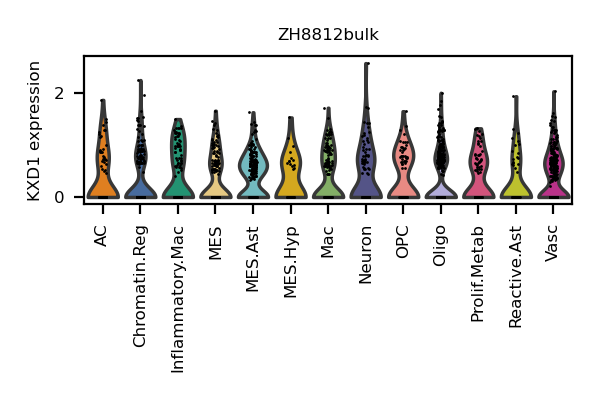 ZH8812bulk
KXD1 expression
2
0
AC
Chromatin.Reg
Inflammatory.Mac
MES
MES.Ast
MES.Hyp
Mac
Neuron
OPC
Oligo
Prolif.Metab
Reactive.Ast
Vasc